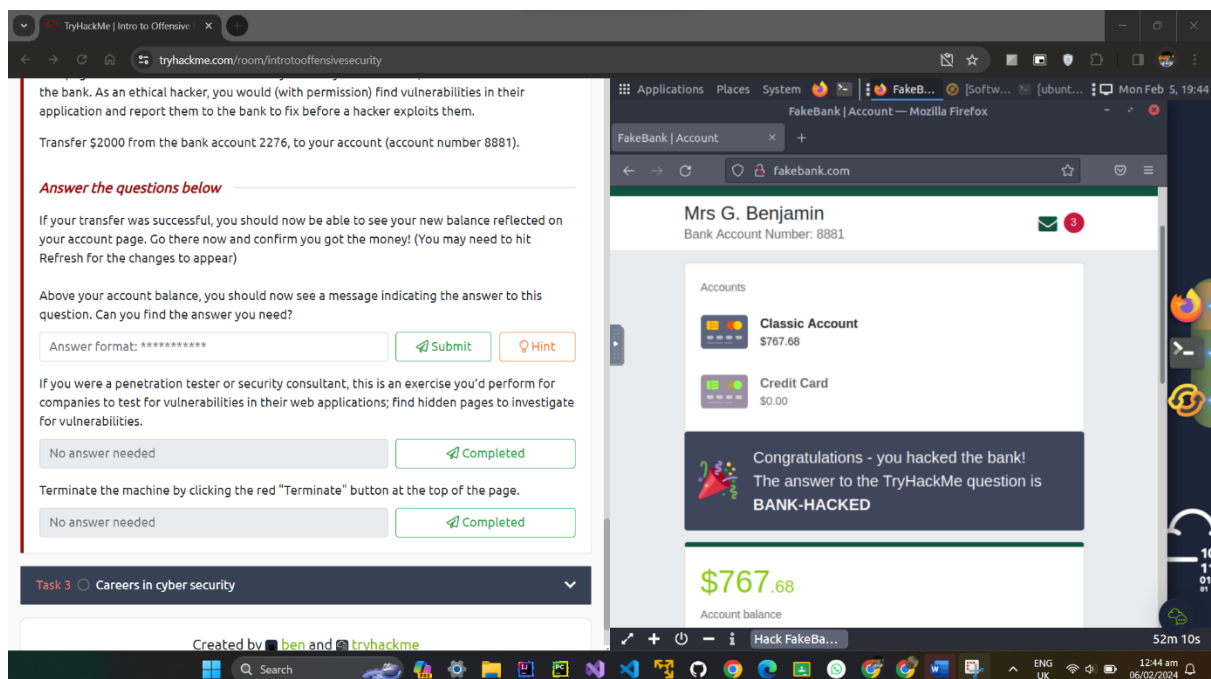 TryHackMe | Intro to Offensive
tryhackme.com/room/introtooffensivesecurity
the bank. As an ethical hacker, you would (with permission) find vulnerabilities in their
application and report them to the bank to fix before a hacker exploits them.
Transfer $2000 from the bank account 2276, to your account (account number 8881).
Answer the questions below
If your transfer was successful, you should now be able to see your new balance reflected on
your account page. Go there now and confirm you got the money! (You may need to hit
Refresh for the changes to appear)
Above your account balance, you should now see a message indicating the answer to this
question. Can you find the answer you need?
Answer format: ***********
Submit
Hint
If you were a penetration tester or security consultant, this is an exercise you'd perform for
companies to test for vulnerabilities in their web applications; find hidden pages to investigate
for vulnerabilities.
No answer needed
Completed
Terminate the machine by clicking the red "Terminate" button at the top of the page.
No answer needed
Completed
Task 3 Careers in cyber security
Created by ben and tryhackme
Applications Places System FakeB... [Softw... [ubunt... Mon Feb 5, 19:44
FakeBank | Account — Mozilla Firefox
FakeBank | Account
fakebank.com
Mrs G. Benjamin
Bank Account Number: 8881
3
Accounts
Classic Account
$767.68
Credit Card
$0.00
Congratulations - you hacked the bank!
The answer to the TryHackMe question is
BANK-HACKED
$767.68
Account balance
Hack FakeBa...
52m 10s
Search
ENG
UK
12:44 am
06/02/2024